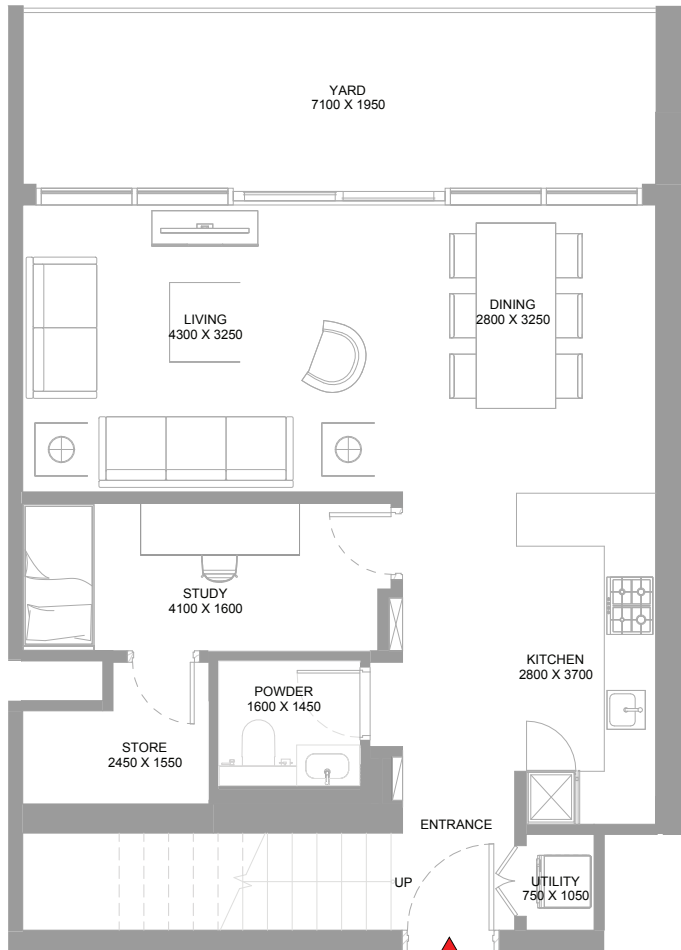 YARD
7100 X 1950
LIVING
4300 X 3250
DINING
2800 X 3250
STUDY
4100 X 1600
KITCHEN
2800 X 3700
POWDER
1600 X 1450
STORE
2450 X 1550
ENTRANCE
UP
UTILITY
750 X 1050